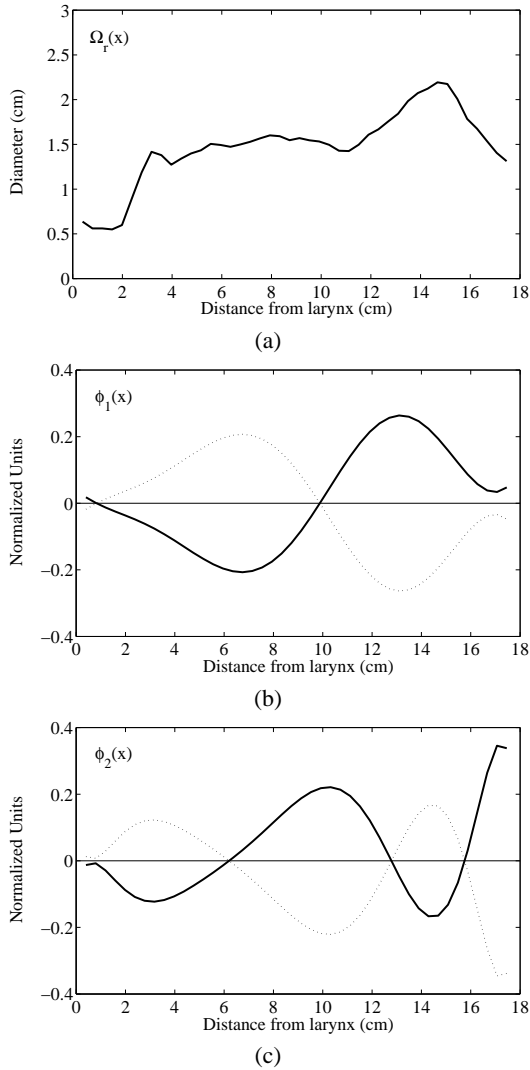 Ω_r(x)
3
2.5
2
1.5
1
0.5
0
Diameter (cm)
0 2 4 6 8 10 12 14 16 18
Distance from larynx (cm)
(a)
ϕ_1(x)
0.4
0.2
0
−0.2
−0.4
Normalized Units
0 2 4 6 8 10 12 14 16 18
Distance from larynx (cm)
(b)
ϕ_2(x)
0.4
0.2
0
−0.2
−0.4
Normalized Units
0 2 4 6 8 10 12 14 16 18
Distance from larynx (cm)
(c)